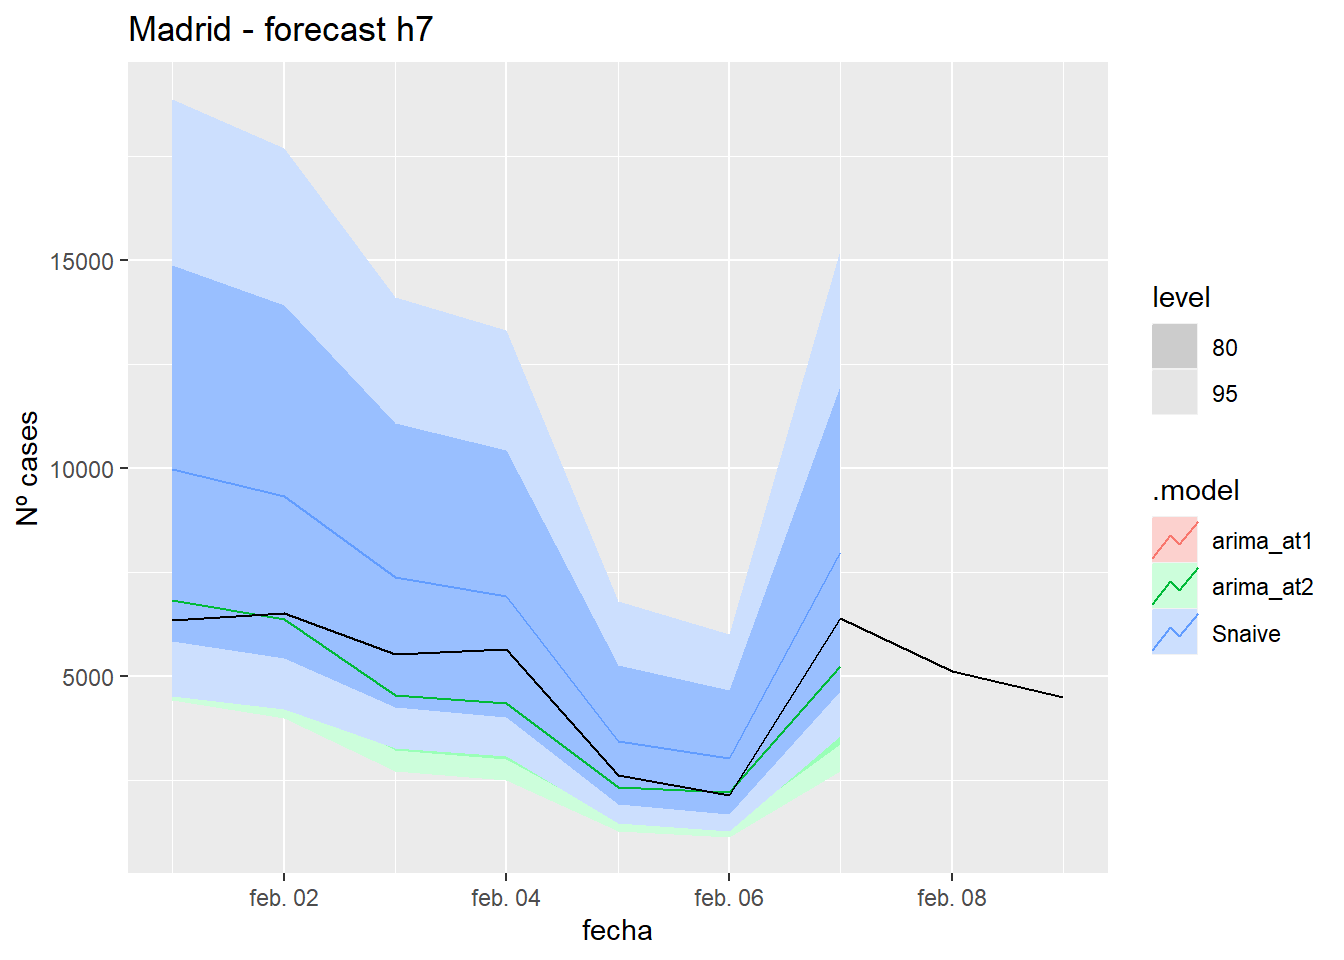 Madrid - forecast h7
Nº cases
15000
10000
5000
feb. 02
feb. 04
feb. 06
feb. 08
fecha
level
80
95
.model
arima_at1
arima_at2
Snaive